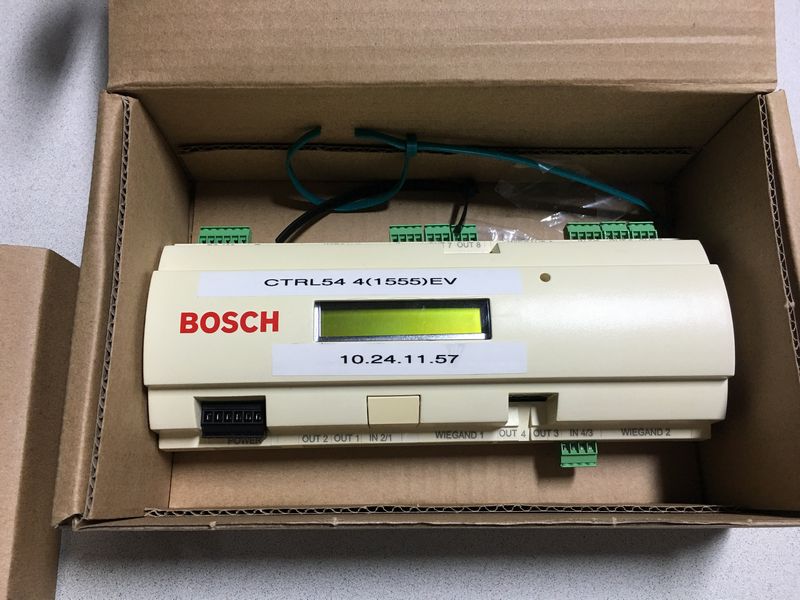 7 OUT 8
CTRL54 4(1555)EV
BOSCH
10.24.11.57
POWER OUT 2 OUT 1 IN 2/1 WIEGAND 1 OUT 4 OUT 3 IN 4/3 WIEGAND 2